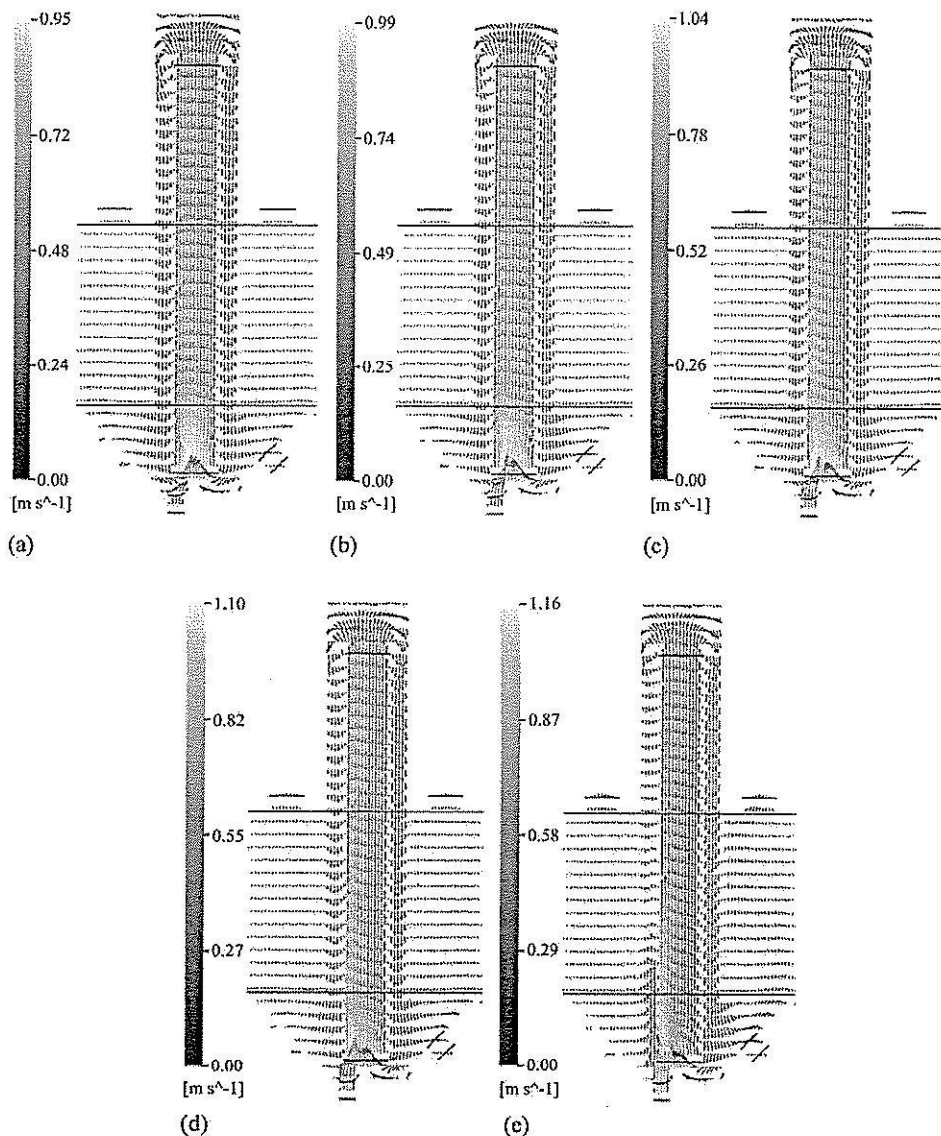 0.95
0.72
0.48
0.24
0.00
[m s^-1]
(a)
0.99
0.74
0.49
0.25
0.00
[m s^-1]
(b)
1.04
0.78
0.52
0.26
0.00
[m s^-1]
(c)
1.10
0.82
0.55
0.27
0.00
[m s^-1]
(d)
1.16
0.87
0.58
0.29
0.00
[m s^-1]
(e)